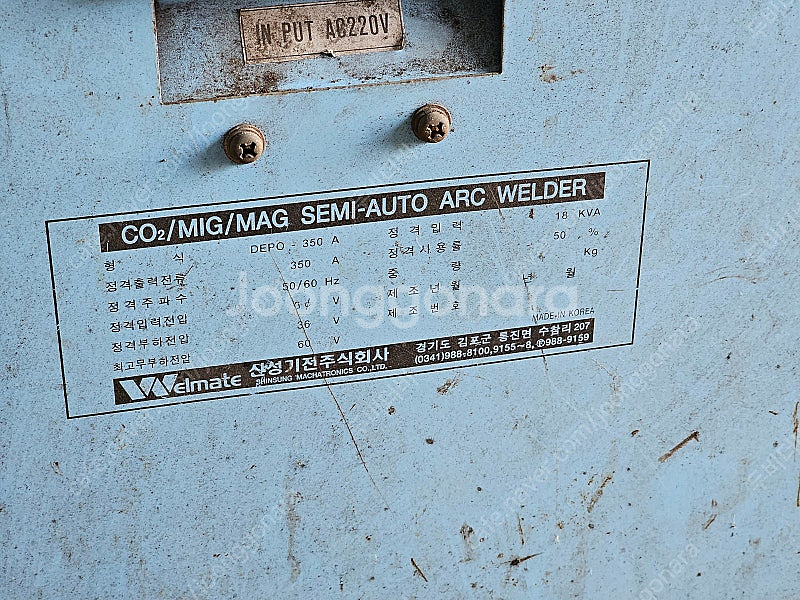 IN PUT AC220V
CO₂/MIG/MAG SEMI-AUTO ARC WELDER
형 식 DEPO - 350 A 정격입력 18 KVA
정격출력전류 350 A 정격사용률 50 %
정격주파수 50/60 Hz 중 량 Kg
정격입력전압 V 제조년월 년 월
정격부하전압 36 V 제조번호
최고무부하전압 60 V MADE IN KOREA
Welmate 신성기전주식회사 경기도 김포군 통진면 수참리 207
SHINSUNG MACHATRONICS CO.,LTD. (0341)988-8100,9155~8, 988-9159
Joonggonara